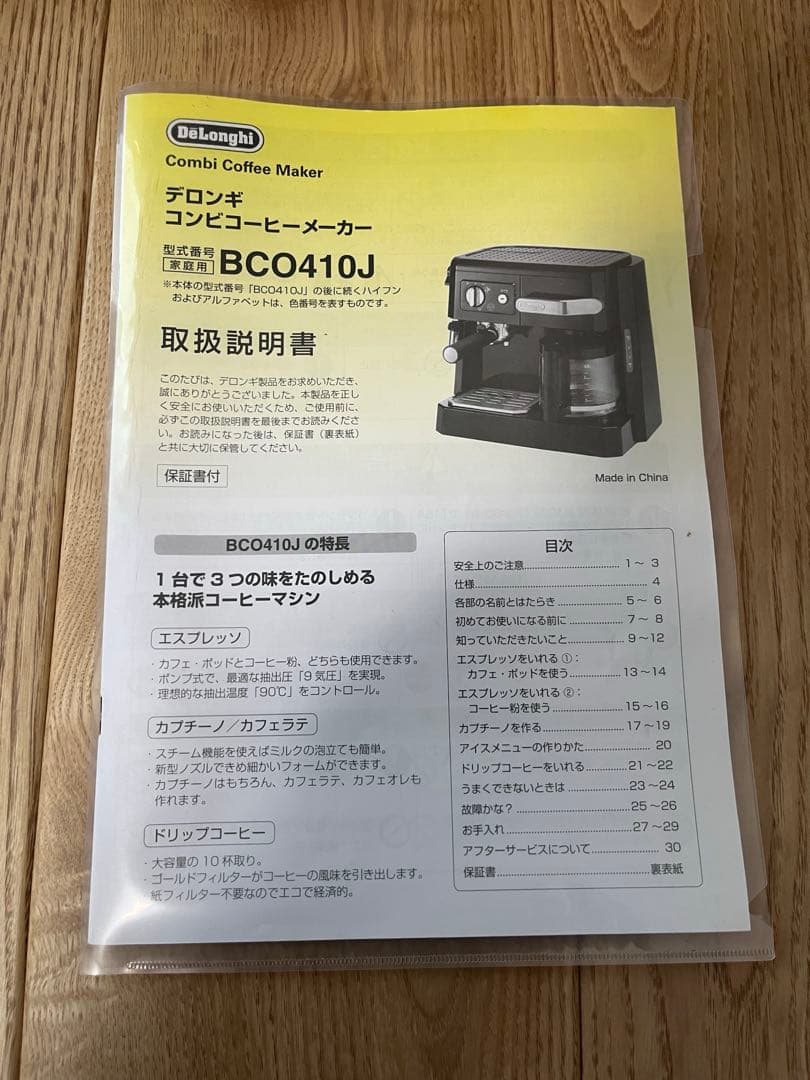 DeLonghi
Combi Coffee Maker
デロンギ
コンビコーヒーメーカー
型式番号
家庭用
BCO410J
※本体の型式番号「BCO410J」の後に続くハイフン
およびアルファベットは、色番号を表すものです。
取扱説明書
このたびは、デロンギ製品をお求めいただき、
誠にありがとうございました。本製品を正し
く安全にお使いいただくため、ご使用前に、
必ずこの取扱説明書を最後までお読みくださ
い。お読みになった後は、保証書（裏表紙）
と共に大切に保管してください。
保証書付
Made in China
BCO410Jの特長
1台で3つの味をたのしめる
本格派コーヒーマシン
エスプレッソ
・カフェ・ポッドとコーヒー粉、どちらも使用できます。
・ポンプ式で、最適な抽出圧「9気圧」を実現。
・理想的な抽出温度「90℃」をコントロール。
カプチーノ／カフェラテ
・スチーム機能を使えばミルクの泡立ても簡単。
・新型ノズルできめ細かいフォームができます。
・カプチーノはもちろん、カフェラテ、カフェオレも
作れます。
ドリップコーヒー
・大容量の10杯取り。
・ゴールドフィルターがコーヒーの風味を引き出します。
・紙フィルター不要なのでエコで経済的。
目次
安全上のご注意 1～3
仕様 4
各部の名前とはたらき 5～6
初めてお使いになる前に 7～8
知っていただきたいこと 9～12
エスプレッソをいれる ①：
カフェ・ポッドを使う 13～14
エスプレッソをいれる ②：
コーヒー粉を使う 15～16
カプチーノを作る 17～19
アイスメニューの作りかた 20
ドリップコーヒーをいれる 21～22
うまくできないときは 23～24
故障かな？ 25～26
お手入れ 27～29
アフターサービスについて 30
保証書 裏表紙